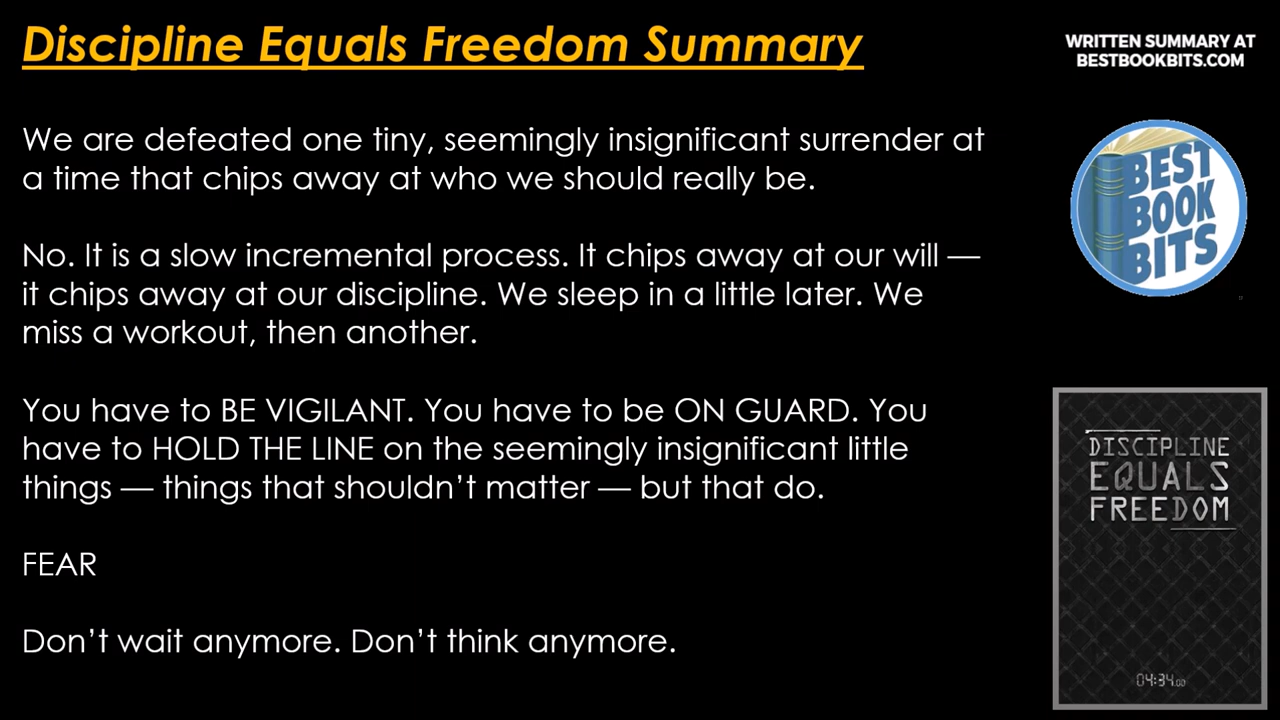 Discipline Equals Freedom Summary
WRITTEN SUMMARY AT
BESTBOOKBITS.COM
We are defeated one tiny, seemingly insignificant surrender at
a time that chips away at who we should really be.
No. It is a slow incremental process. It chips away at our will —
it chips away at our discipline. We sleep in a little later. We
miss a workout, then another.
You have to BE VIGILANT. You have to be ON GUARD. You
have to HOLD THE LINE on the seemingly insignificant little
things — things that shouldn’t matter — but that do.
FEAR
Don’t wait anymore. Don’t think anymore.
BEST
BOOK
BITS
DISCIPLINE
EQUALS
FREEDOM
04:34.00